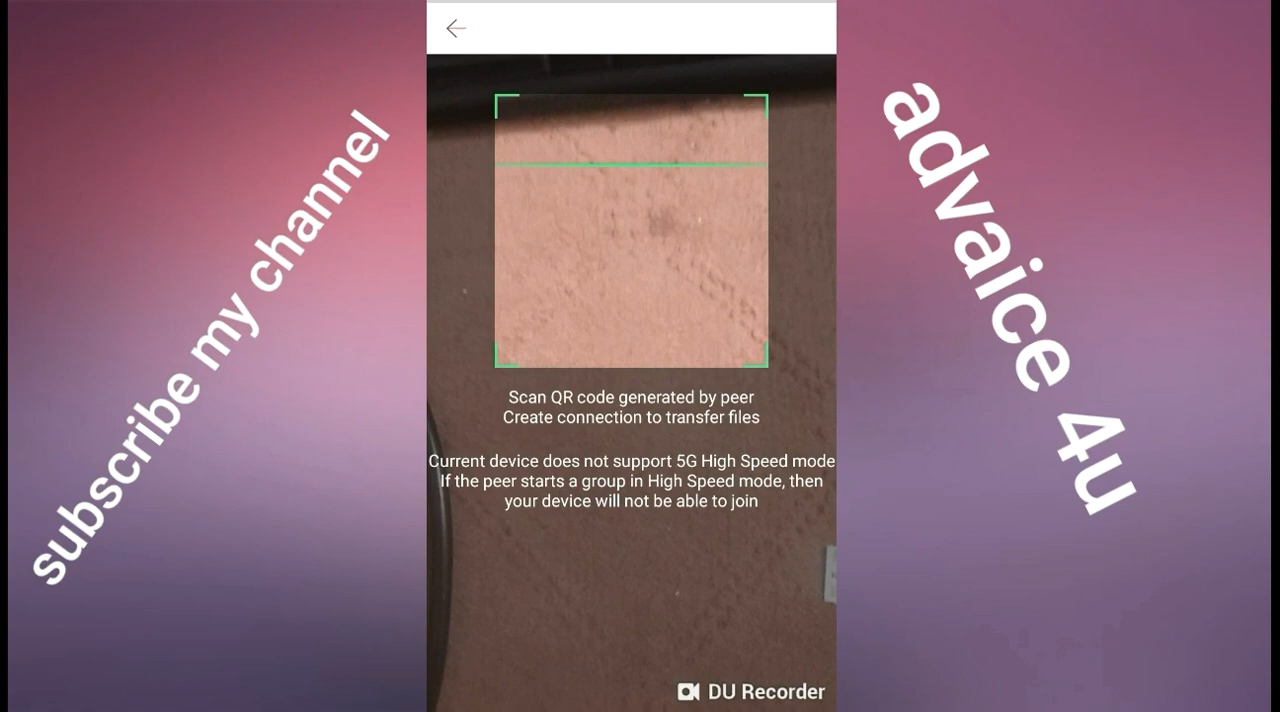 subscribe my channel
Scan QR code generated by peer
Create connection to transfer files
Current device does not support 5G High Speed mode
If the peer starts a group in High Speed mode, then
your device will not be able to join
DU Recorder
advaice 4u